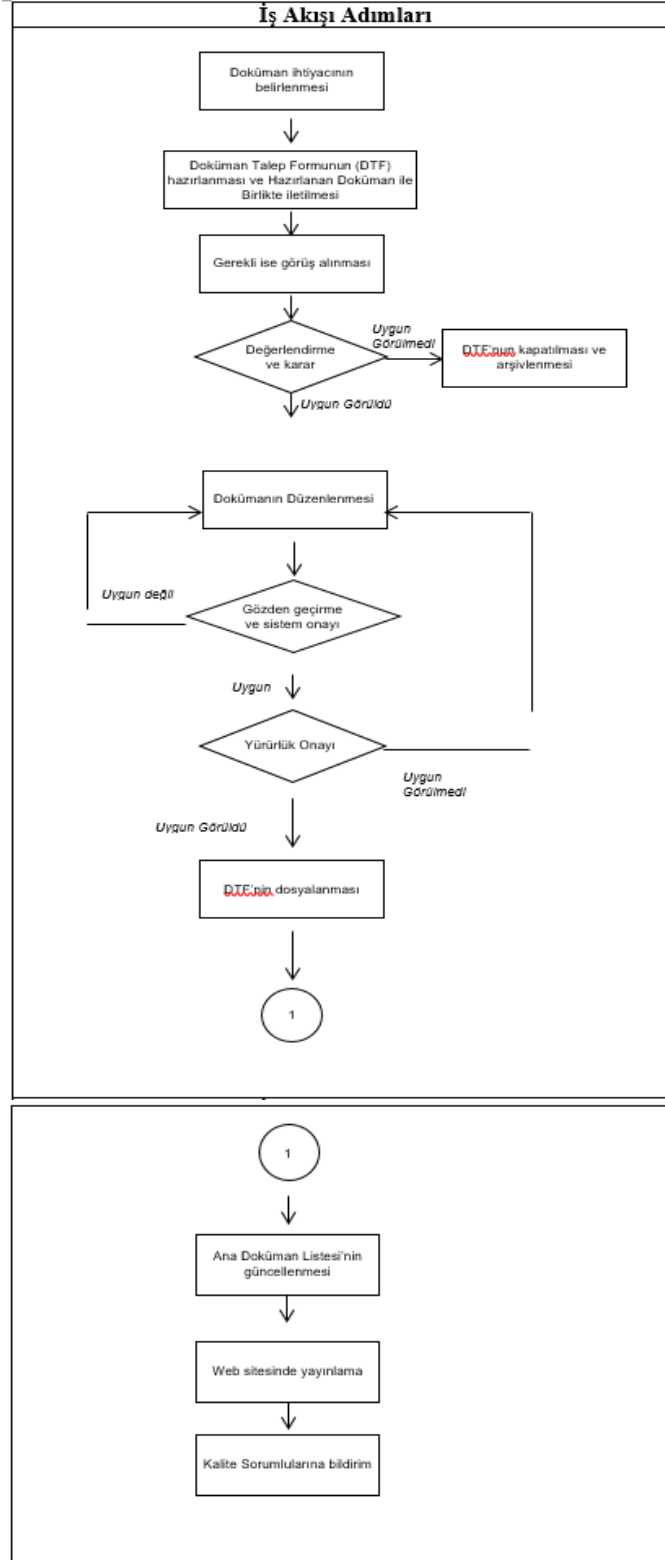 İş Akışı Adımları
Doküman ihtiyacının
belirlenmesi
Doküman Talep Formunun (DTF)
hazırlanması ve Hazırlanan Doküman ile
Birlikte iletilmesi
Gerekli ise görüş alınması
Değerlendirme
ve karar
Uygun
Görülmedi
DTF'nun kapatılması ve
arşivlenmesi
Uygun Görüldü
Dokümanın Düzenlenmesi
Uygun değil
Gözden geçirme
ve sistem onayı
Uygun
Yürürlük Onayı
Uygun
Görülmedi
Uygun Görüldü
DTF'nin dosyalanması
1
1
Ana Doküman Listesi'nin
güncellenmesi
Web sitesinde yayınlama
Kalite Sorumlularına bildirim